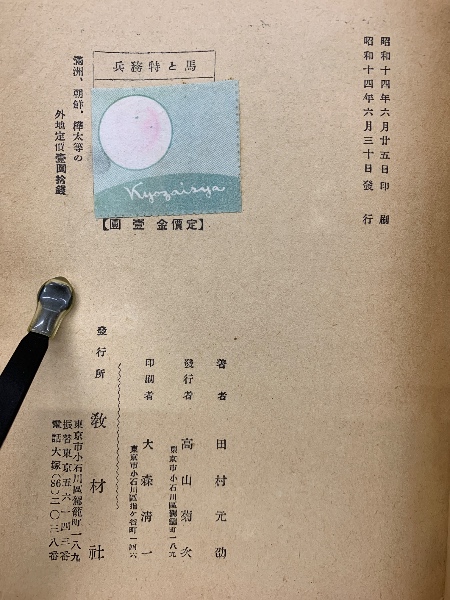 昭和十四年六月廿五日印刷
昭和十四年六月三十日發行
馬と特務兵
Kyozaisya
【定價金壹圓】
滿洲、朝鮮、樺太等の
外地定價壹圓拾錢
著者 田村元劭
發行者 高山菊次
東京市小石川區駕籠町一八九
印刷者 大森清一
東京市小石川區指ケ谷町一四六
發行所 教材社
東京市小石川區駕籠町一八九
振替東京五六一四三番
電話大塚(86)二〇三八番